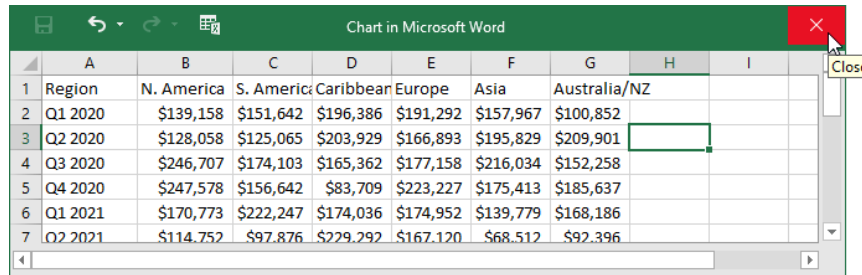 Chart in Microsoft Word
Close
A B C D E F G H I
1 Region N. America S. America Caribbean Europe Asia Australia/NZ
2 Q1 2020 $139,158 $151,642 $196,386 $191,292 $157,967 $100,852
3 Q2 2020 $128,058 $125,065 $203,929 $166,893 $195,829 $209,901
4 Q3 2020 $246,707 $174,103 $165,362 $177,158 $216,034 $152,258
5 Q4 2020 $247,578 $156,642 $83,709 $223,227 $175,413 $185,637
6 Q1 2021 $170,773 $222,247 $174,036 $174,952 $139,779 $168,186
7 Q2 2021 $114,752 $97,876 $229,292 $167,120 $68,512 $92,396